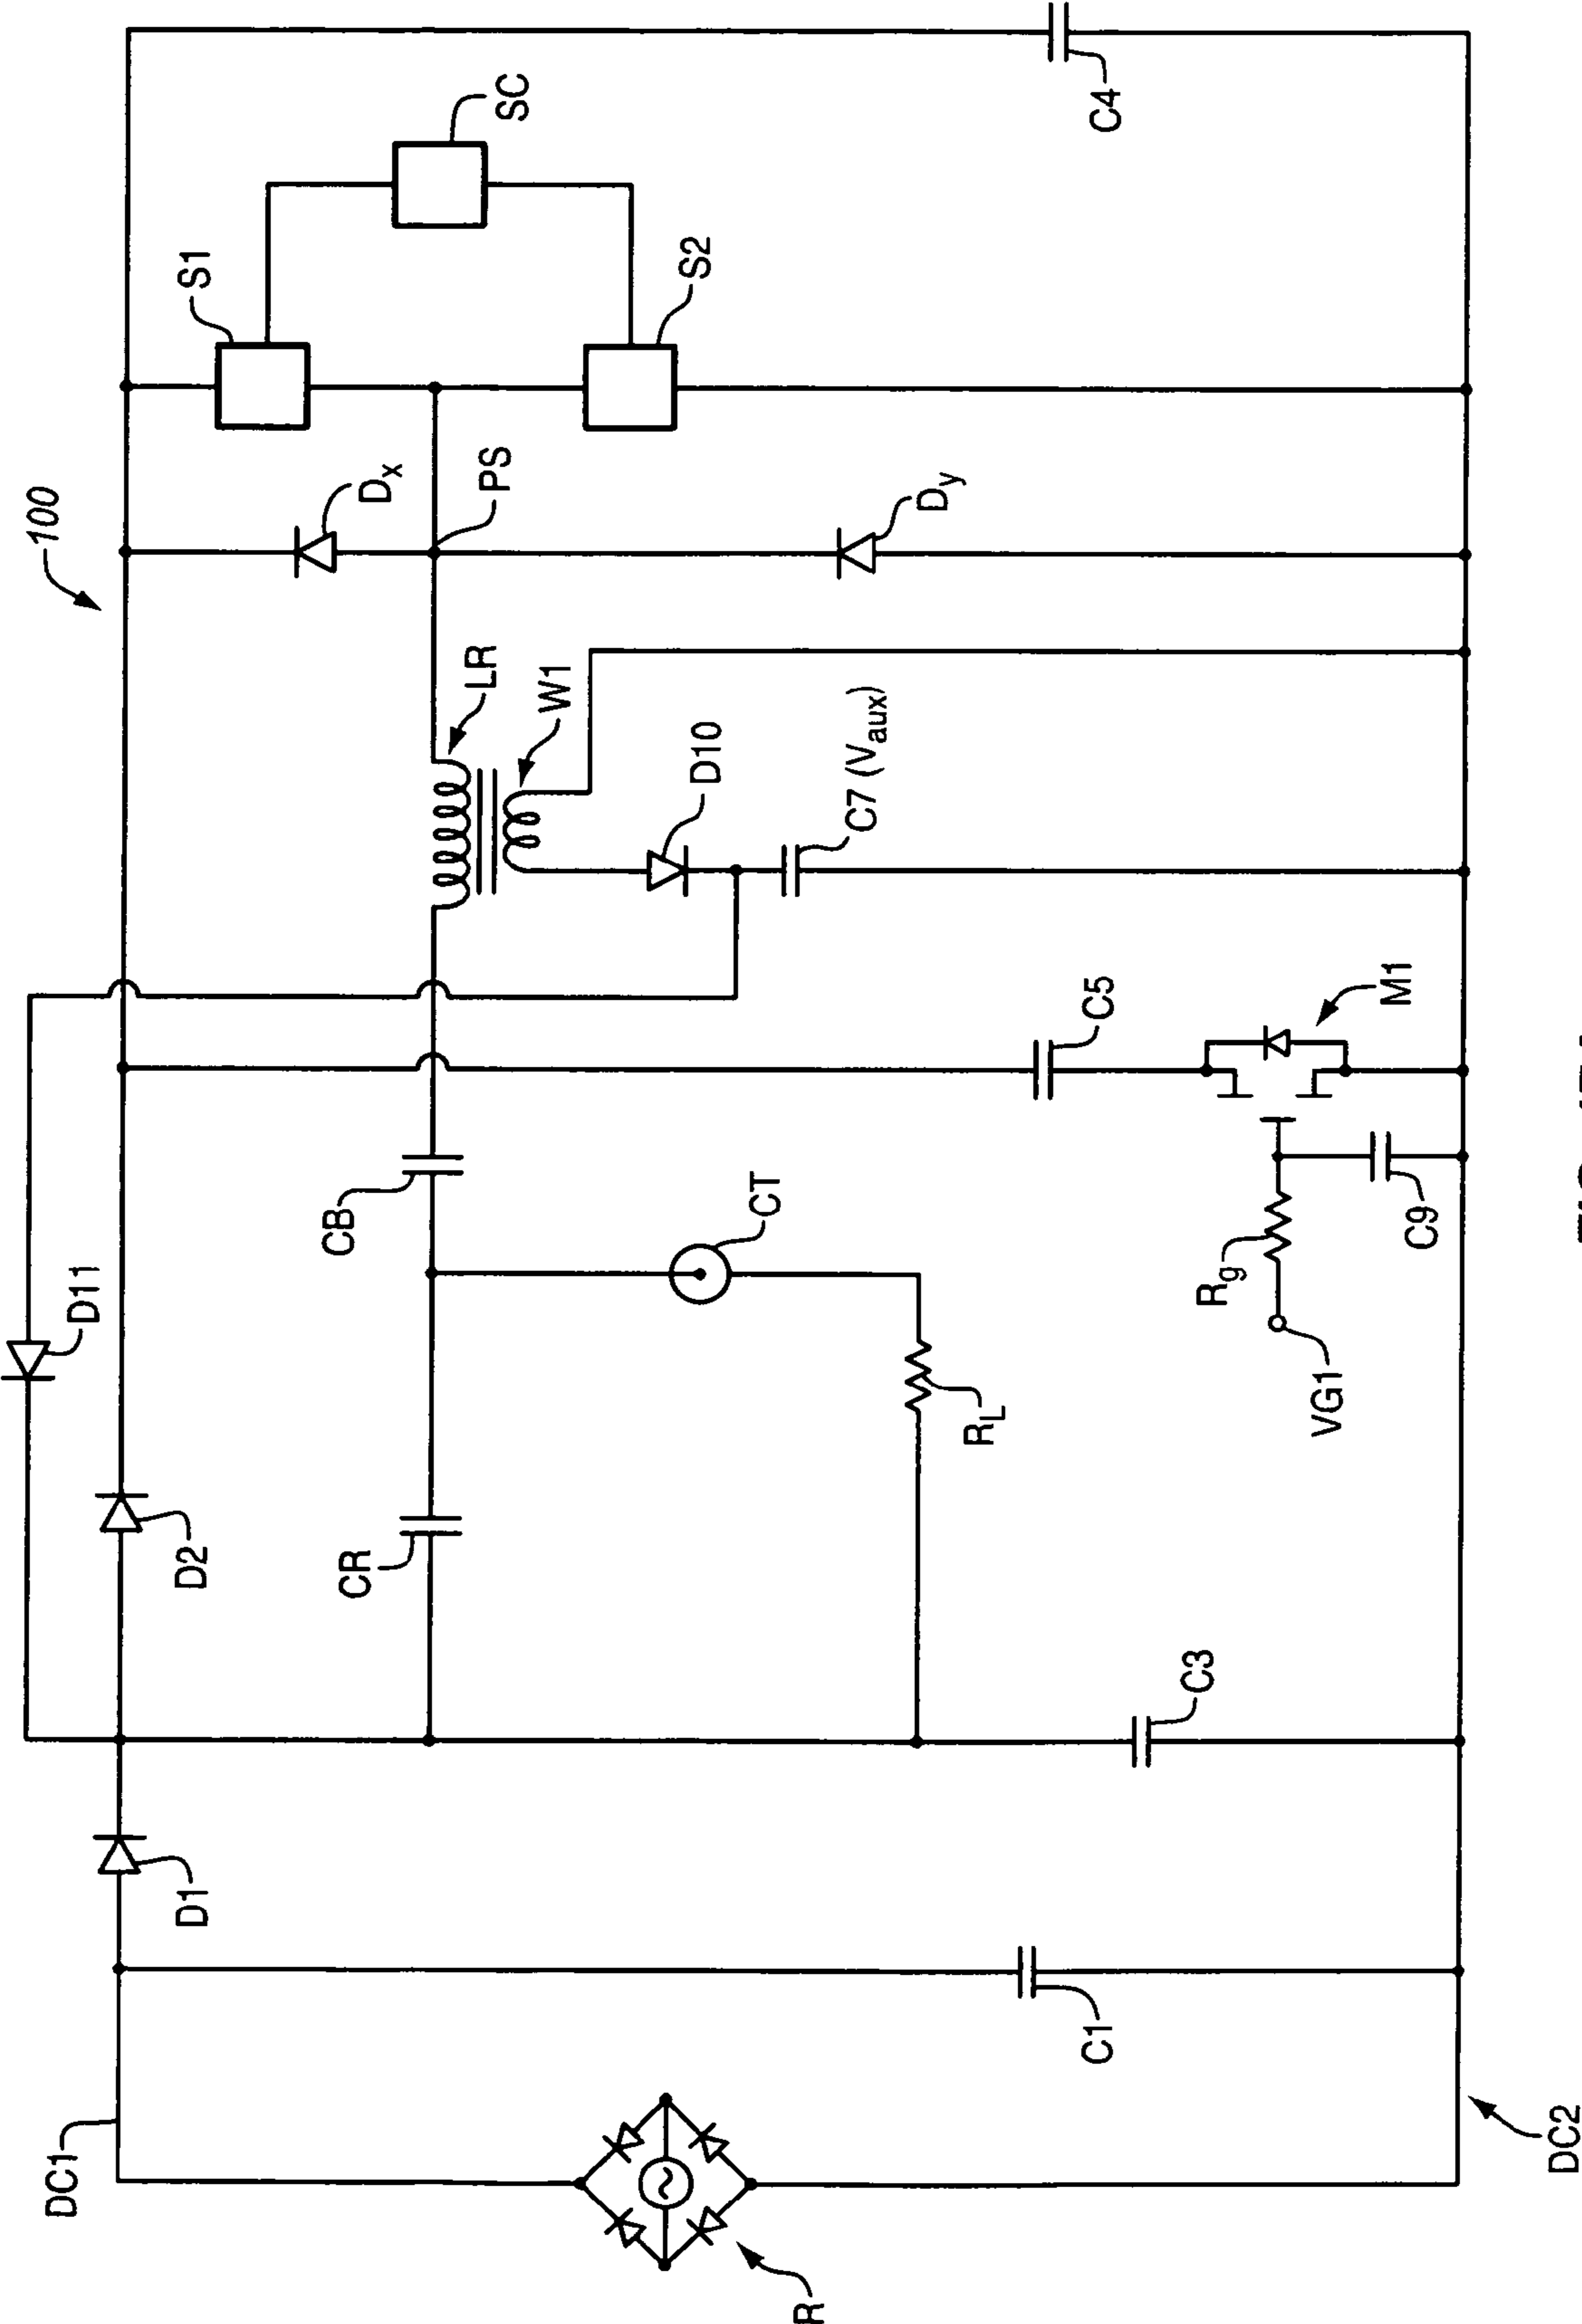 100
SC
C4
S1
S2
Dx
PS
Dy
LR
W1
D10
C7 (Vaux)
C5
M1
CB
CT
C9
Rg
VG1
D11
D2
CR
RL
C3
D1
C1
DC1
R
DC2